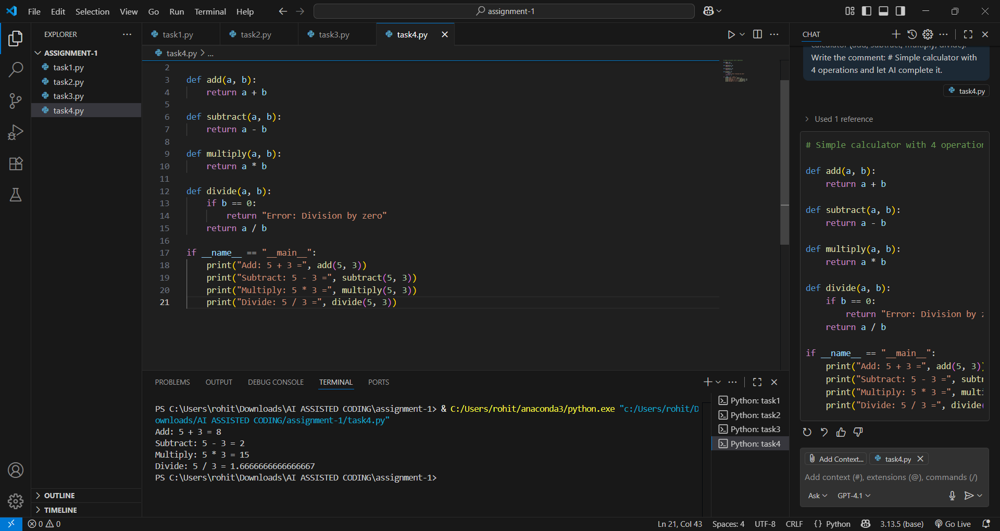 File Edit Selection View Go Run Terminal Help
assignment-1
EXPLORER
ASSIGNMENT-1
task1.py
task2.py
task3.py
task4.py
OUTLINE
TIMELINE
task1.py task2.py task3.py task4.py
task4.py > ...
2
3 def add(a, b):
4     return a + b
5
6 def subtract(a, b):
7     return a - b
8
9 def multiply(a, b):
10     return a * b
11
12 def divide(a, b):
13     if b == 0:
14         return "Error: Division by zero"
15     return a / b
16
17 if __name__ == "__main__":
18     print("Add: 5 + 3 =", add(5, 3))
19     print("Subtract: 5 - 3 =", subtract(5, 3))
20     print("Multiply: 5 * 3 =", multiply(5, 3))
21     print("Divide: 5 / 3 =", divide(5, 3))
PROBLEMS OUTPUT DEBUG CONSOLE TERMINAL PORTS
PS C:\Users\rohit\Downloads\AI ASSISTED CODING\assignment-1> & C:/Users/rohit/anaconda3/python.exe "c:/Users/rohit/D
ownloads/AI ASSISTED CODING/assignment-1/task4.py"
Add: 5 + 3 = 8
Subtract: 5 - 3 = 2
Multiply: 5 * 3 = 15
Divide: 5 / 3 = 1.6666666666666667
PS C:\Users\rohit\Downloads\AI ASSISTED CODING\assignment-1>
Python: task1
Python: task2
Python: task3
Python: task4
CHAT
calculator (add, subtract, multiply, divide).
Write the comment: # Simple calculator with
4 operations and let AI complete it.
task4.py
Used 1 reference
# Simple calculator with 4 operation
def add(a, b):
    return a + b
def subtract(a, b):
    return a - b
def multiply(a, b):
    return a * b
def divide(a, b):
    if b == 0:
        return "Error: Division by z
    return a / b
if __name__ == "__main__":
    print("Add: 5 + 3 =", add(5, 3))
    print("Subtract: 5 - 3 =", subtr
    print("Multiply: 5 * 3 =", multi
    print("Divide: 5 / 3 =", divide(
Add Context... task4.py
Add context (#), extensions (@), commands (/)
Ask GPT-4.1
0 0 Ln 21, Col 43 Spaces: 4 UTF-8 CRLF {} Python 3.13.5 (base) Go Live